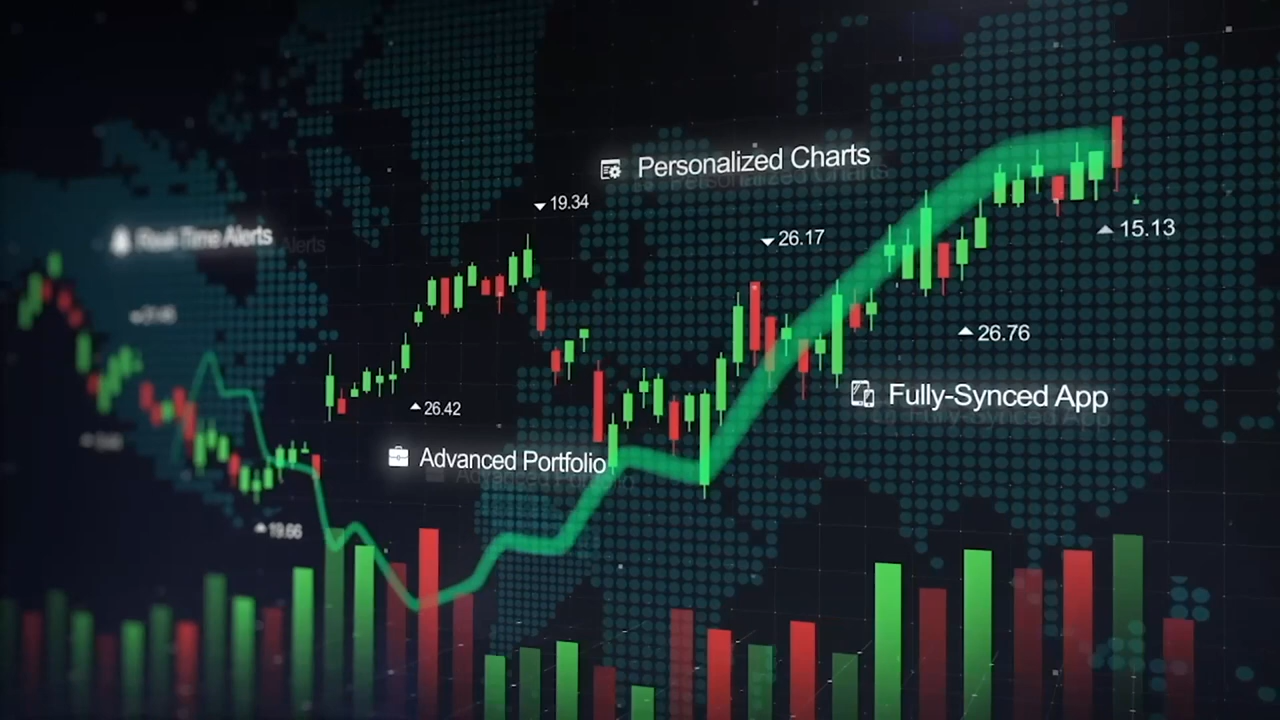 Personalized Charts
19.34
Real-Time Alerts
26.17
15.13
26.76
Fully-Synced App
26.42
Advanced Portfolio
19.66